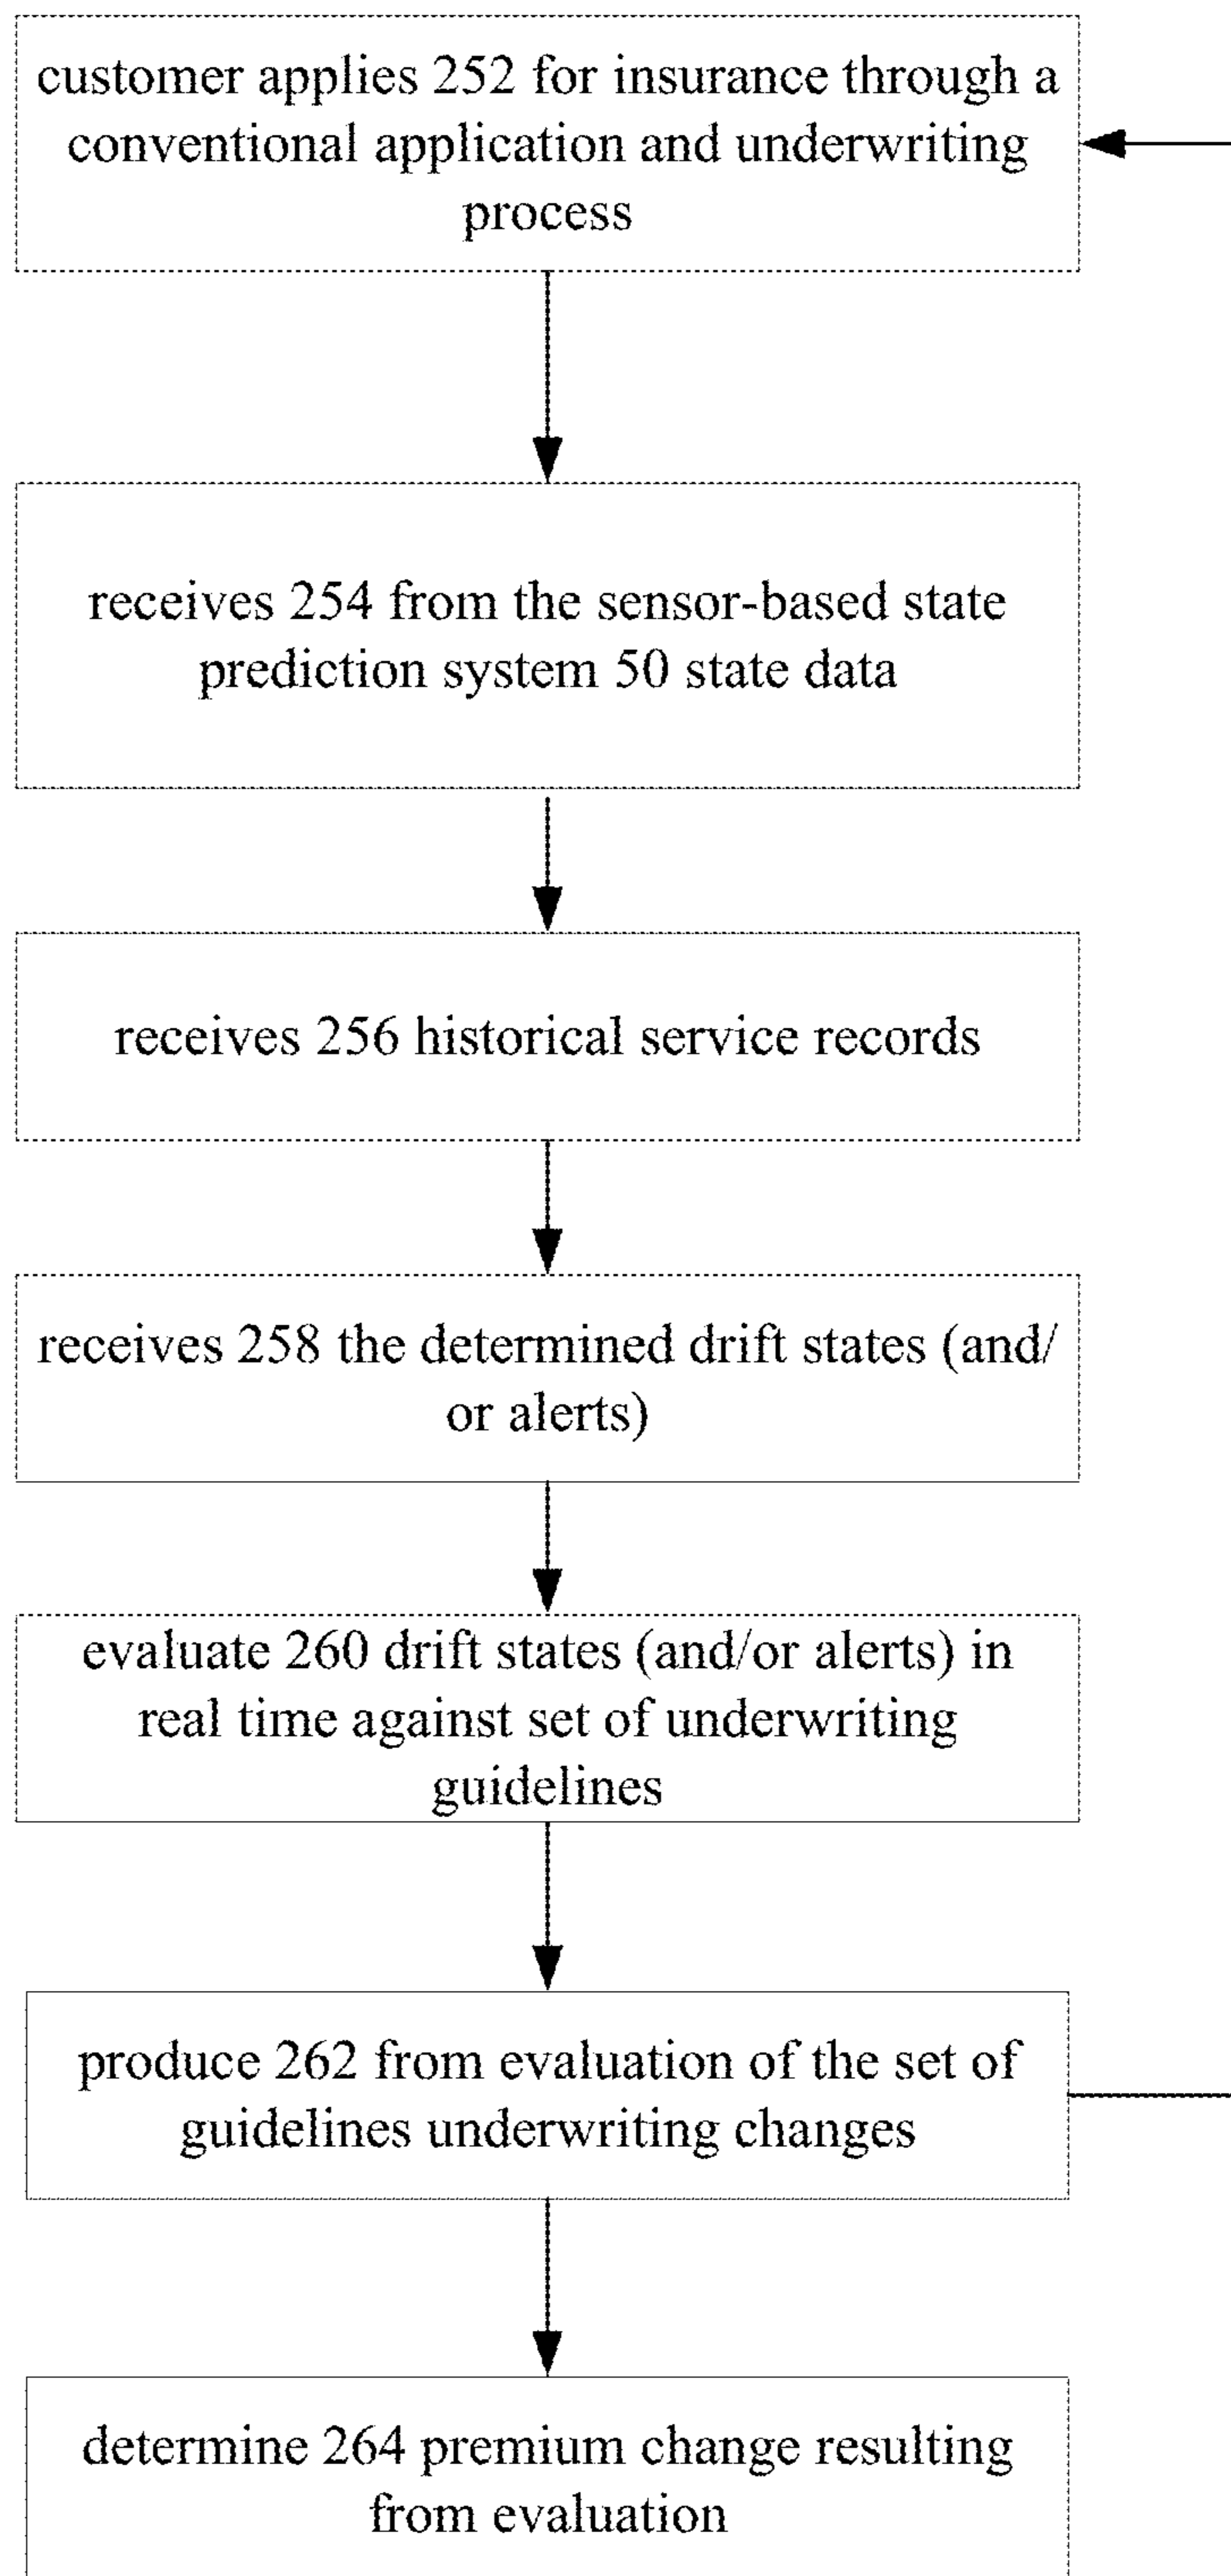 customer applies 252 for insurance through a
conventional application and underwriting
process
receives 254 from the sensor-based state
prediction system 50 state data
receives 256 historical service records
receives 258 the determined drift states (and/
or alerts)
evaluate 260 drift states (and/or alerts) in
real time against set of underwriting
guidelines
produce 262 from evaluation of the set of
guidelines underwriting changes
determine 264 premium change resulting
from evaluation